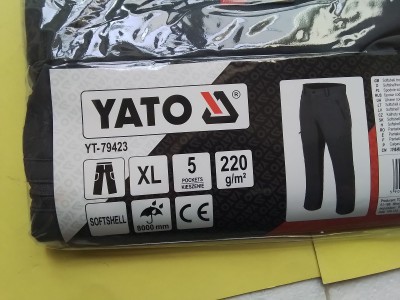 YATO®
YT-79423
XL
5
POCKETS
KIESZENIE
220
g/m²
SOFTSHELL
8000 mm
CE